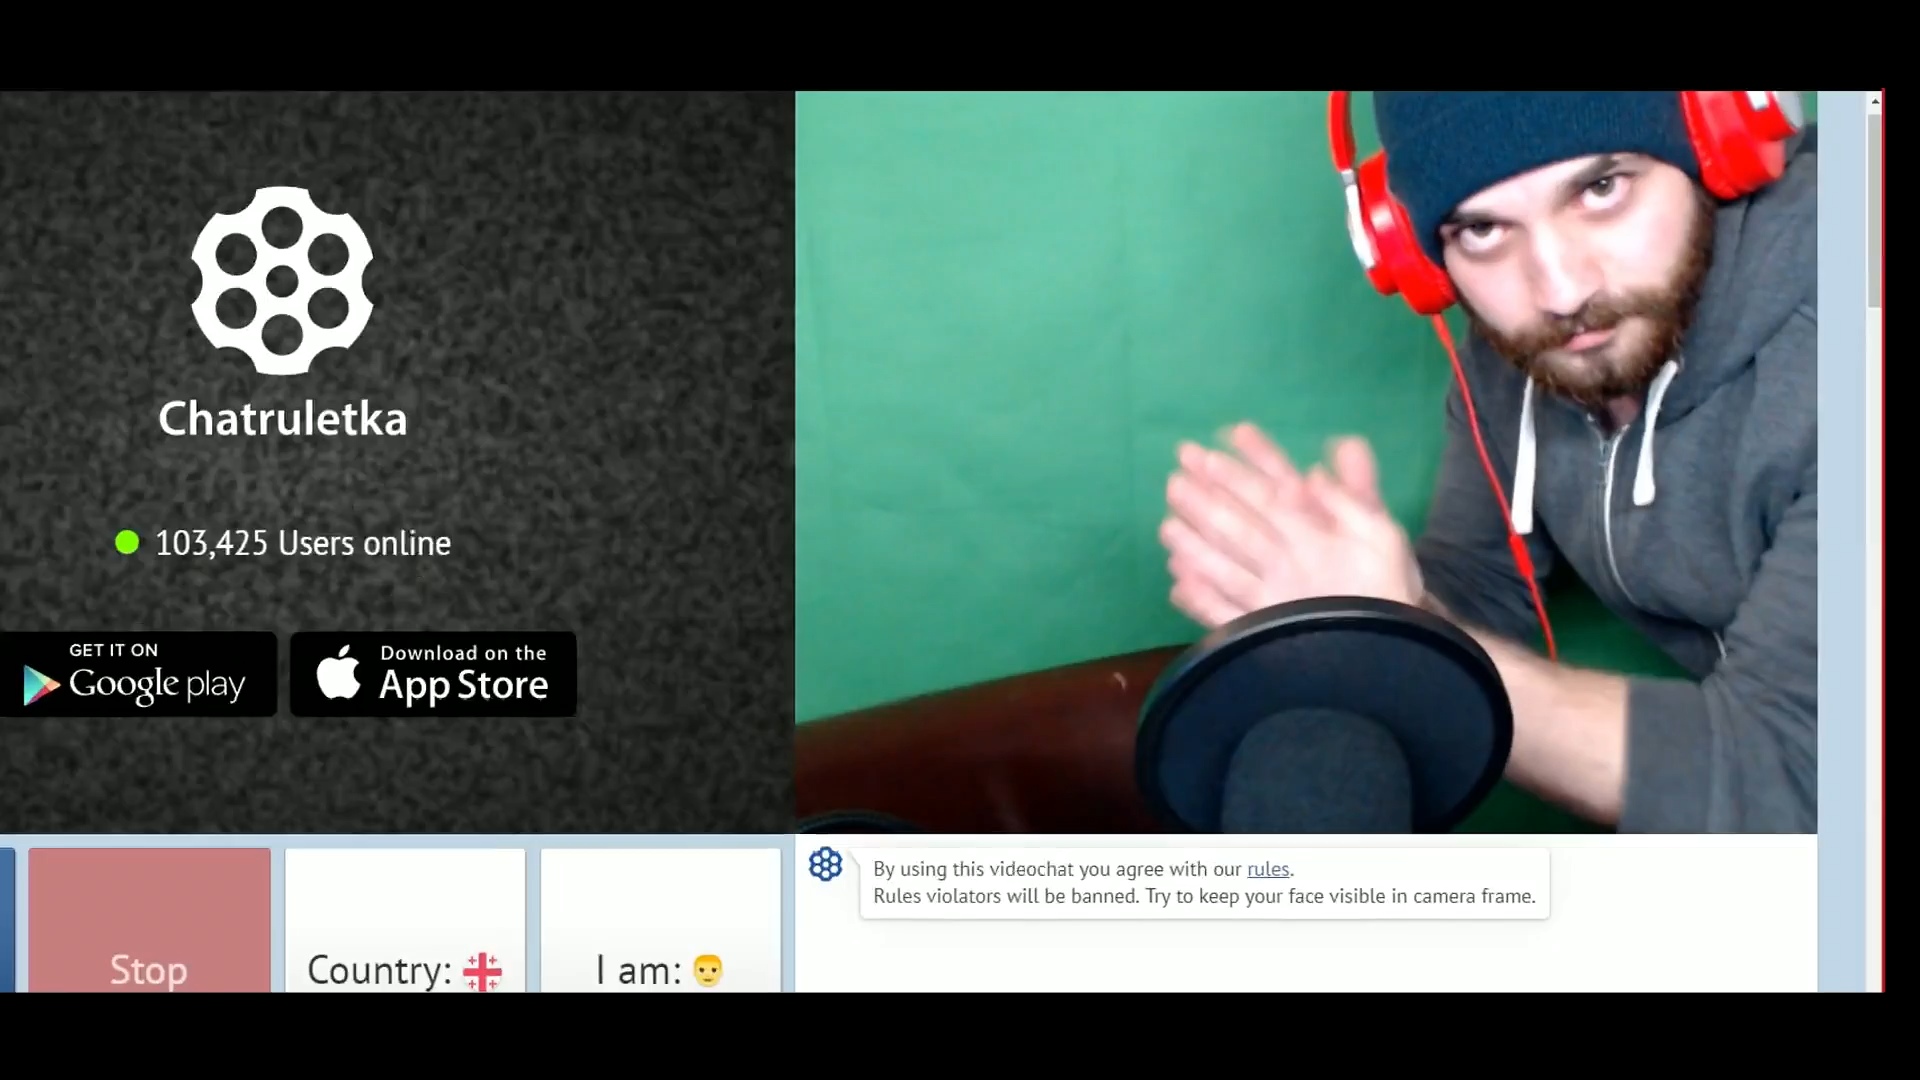 Chatruletka
103,425 Users online
GET IT ON
Google play
Download on the
App Store
Stop
Country:
I am:
By using this videochat you agree with our rules.
Rules violators will be banned. Try to keep your face visible in camera frame.